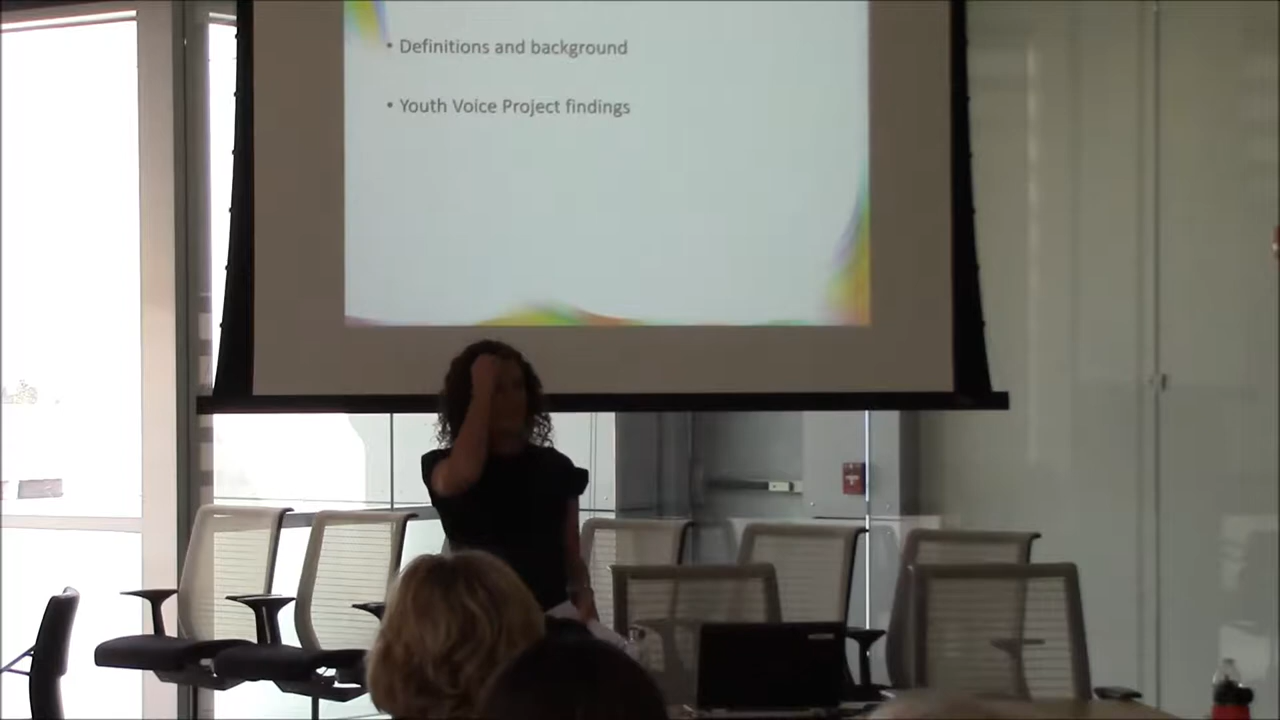 • Definitions and background
• Youth Voice Project findings